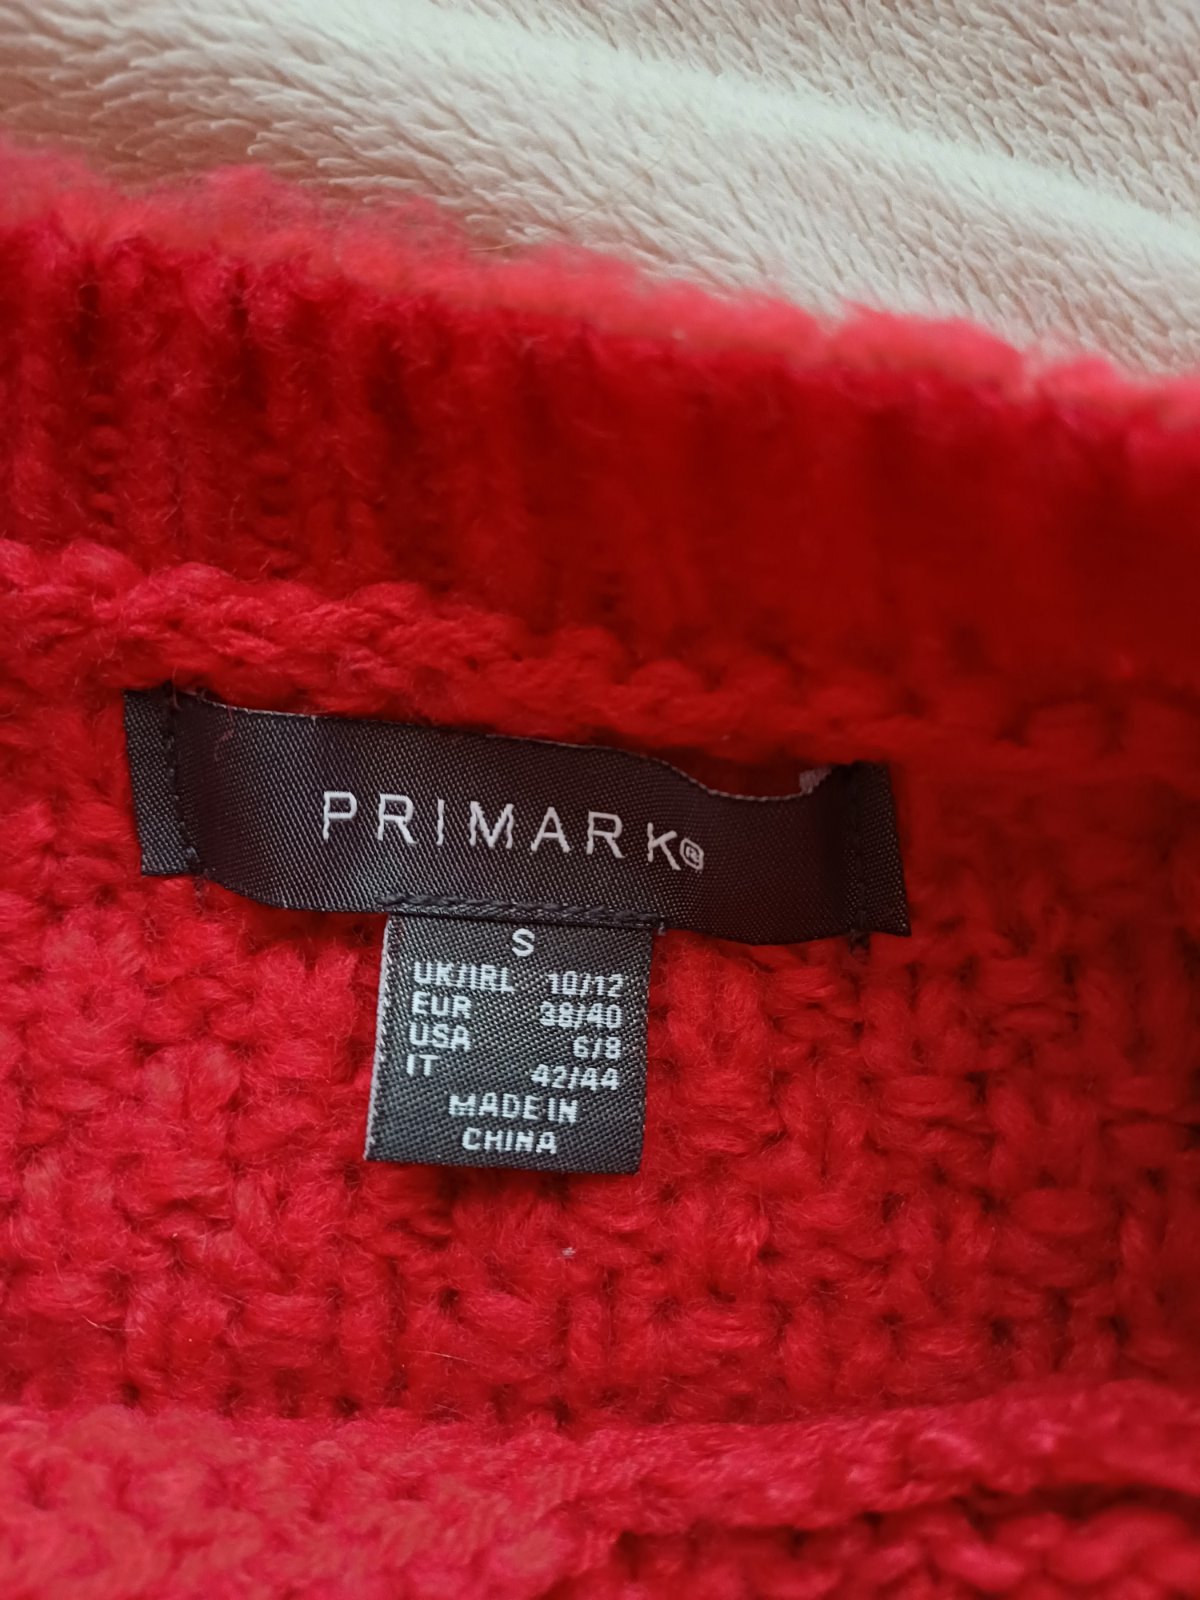 PRIMARK®
S
UK/IRL 10/12
EUR 38/40
USA 6/8
IT 42/44
MADE IN
CHINA